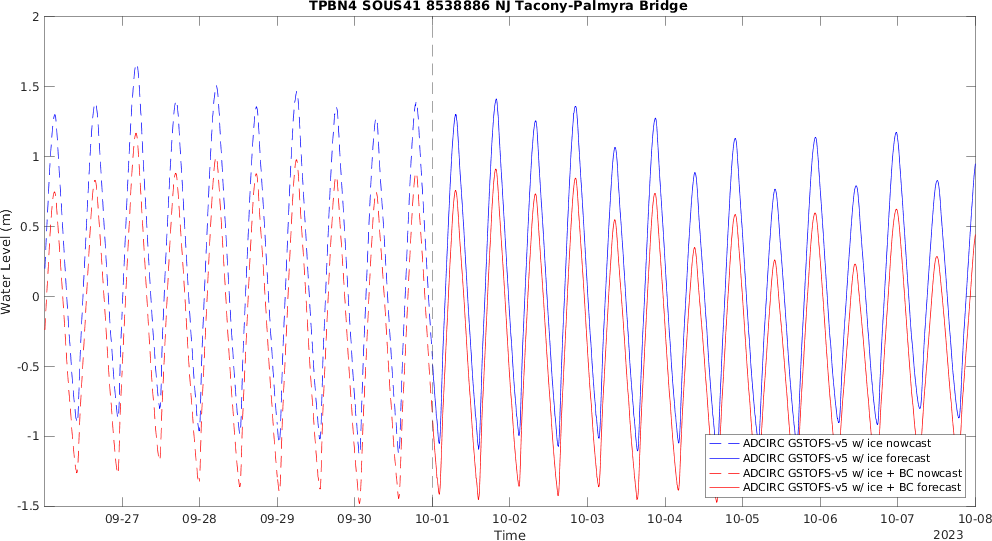 TPBN4 SOUS41 8538886 NJ Tacony-Palmyra Bridge
2
1.5
1
0.5
0
-0.5
-1
-1.5
Water Level (m)
ADCIRC GSTOFS-v5 w/ ice nowcast
ADCIRC GSTOFS-v5 w/ ice forecast
ADCIRC GSTOFS-v5 w/ ice + BC nowcast
ADCIRC GSTOFS-v5 w/ ice + BC forecast
09-27 09-28 09-29 09-30 10-01 10-02 10-03 10-04 10-05 10-06 10-07 10-08
Time
2023